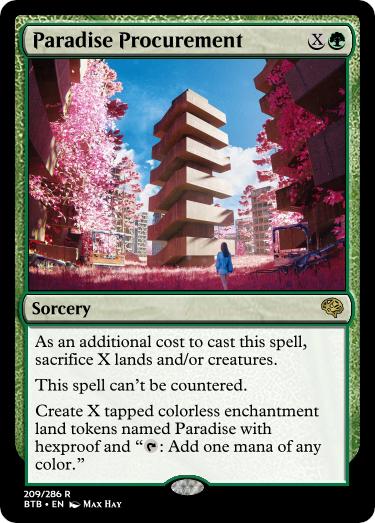 Paradise Procurement X
Sorcery
As an additional cost to cast this spell,
sacrifice X lands and/or creatures.
This spell can't be countered.
Create X tapped colorless enchantment
land tokens named Paradise with
hexproof and “: Add one mana of any
color.”
209/286 R
BTB • EN Max Hay